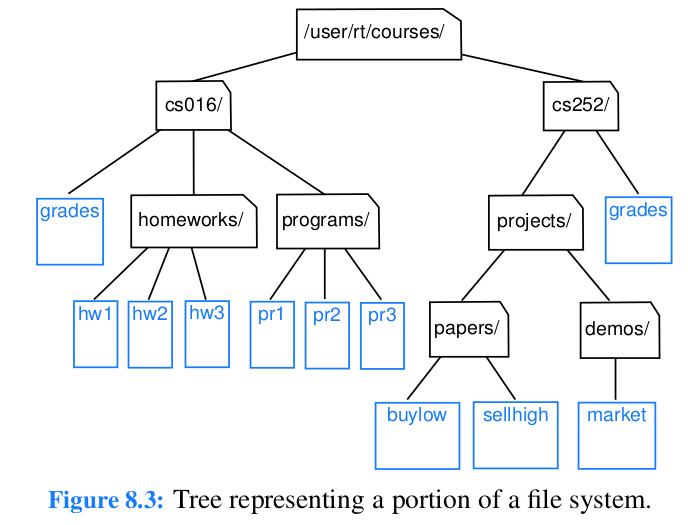 /user/rt/courses/
cs016/
cs252/
grades
homeworks/
programs/
projects/
grades
hw1
hw2
hw3
pr1
pr2
pr3
papers/
demos/
buylow
sellhigh
market
Figure 8.3: Tree representing a portion of a file system.